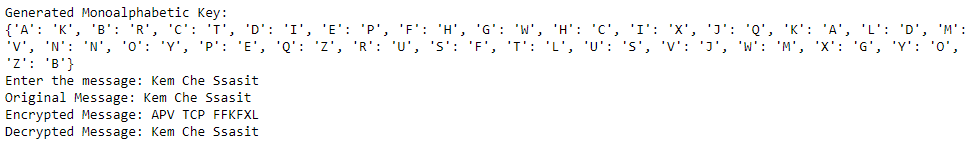 Generated Monoalphabetic Key:
{'A': 'K', 'B': 'R', 'C': 'T', 'D': 'I', 'E': 'P', 'F': 'H', 'G': 'W', 'H': 'C', 'I': 'X', 'J': 'Q', 'K': 'A', 'L': 'D', 'M':
'V', 'N': 'N', 'O': 'Y', 'P': 'E', 'Q': 'Z', 'R': 'U', 'S': 'F', 'T': 'L', 'U': 'S', 'V': 'J', 'W': 'M', 'X': 'G', 'Y': 'O',
'Z': 'B'}
Enter the message: Kem Che Ssasit
Original Message: Kem Che Ssasit
Encrypted Message: APV TCP FFKFXL
Decrypted Message: Kem Che Ssasit